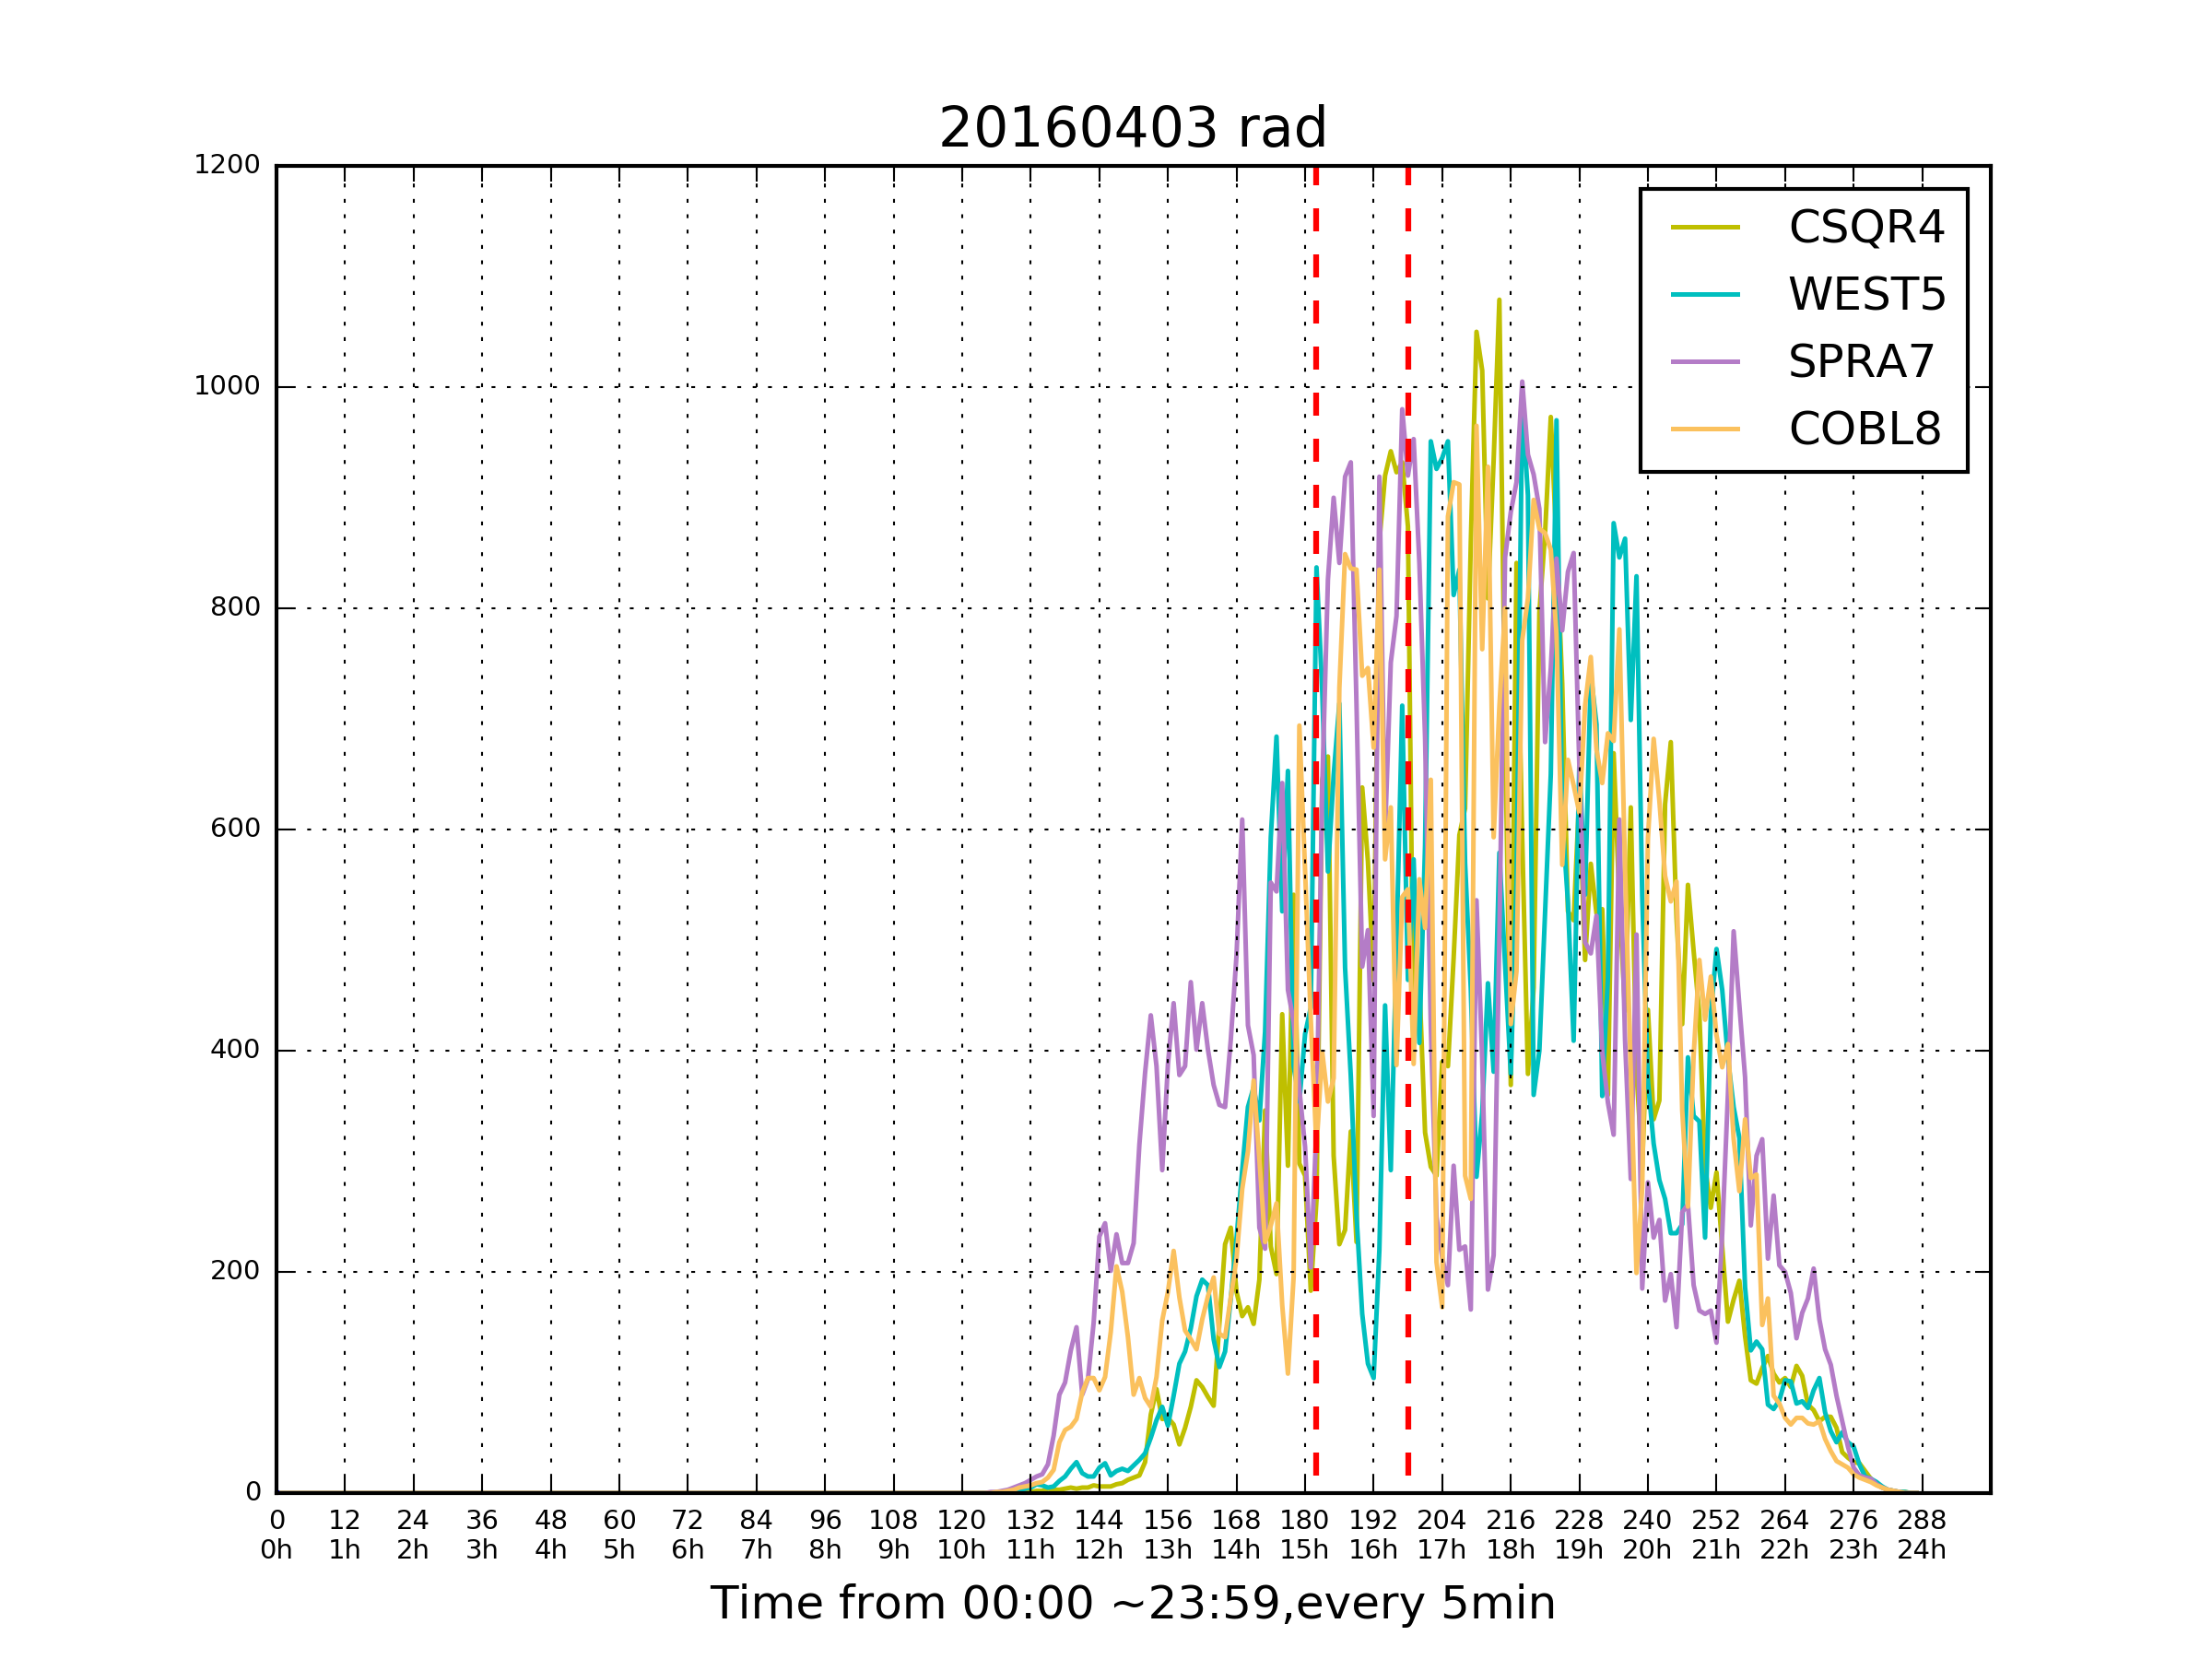 20160403 rad
1200
1000
800
600
400
200
0
CSQR4
WEST5
SPRA7
COBL8
0 12 24 36 48 60 72 84 96 108 120 132 144 156 168 180 192 204 216 228 240 252 264 276 288
0h 1h 2h 3h 4h 5h 6h 7h 8h 9h 10h 11h 12h 13h 14h 15h 16h 17h 18h 19h 20h 21h 22h 23h 24h
Time from 00:00 ~23:59,every 5min